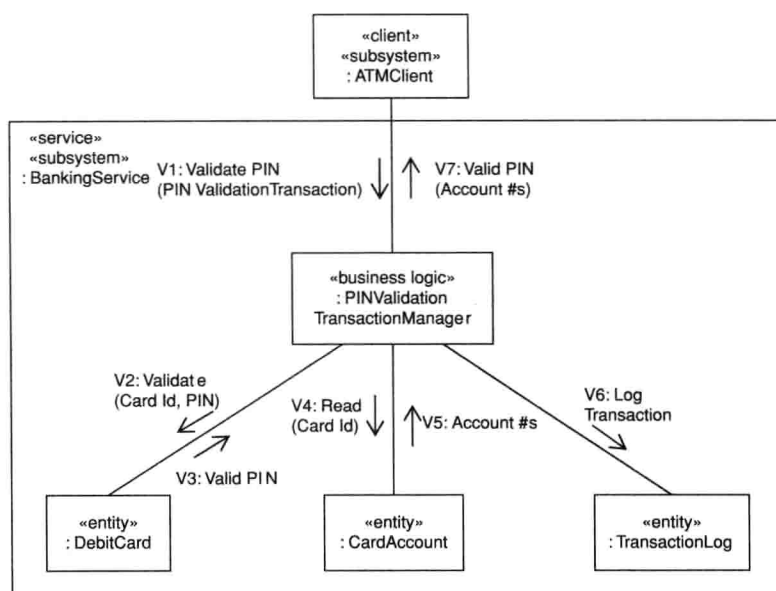 «client»
«subsystem»
: ATMClient
«service»
«subsystem»
: BankingService
V1: Validate PIN
(PIN ValidationTransaction)
V7: Valid PIN
(Account #s)
«business logic»
: PINValidation
TransactionManager
V2: Validate
(Card Id, PIN)
V3: Valid PIN
V4: Read
(Card Id)
V5: Account #s
V6: Log
Transaction
«entity»
: DebitCard
«entity»
: CardAccount
«entity»
: TransactionLog